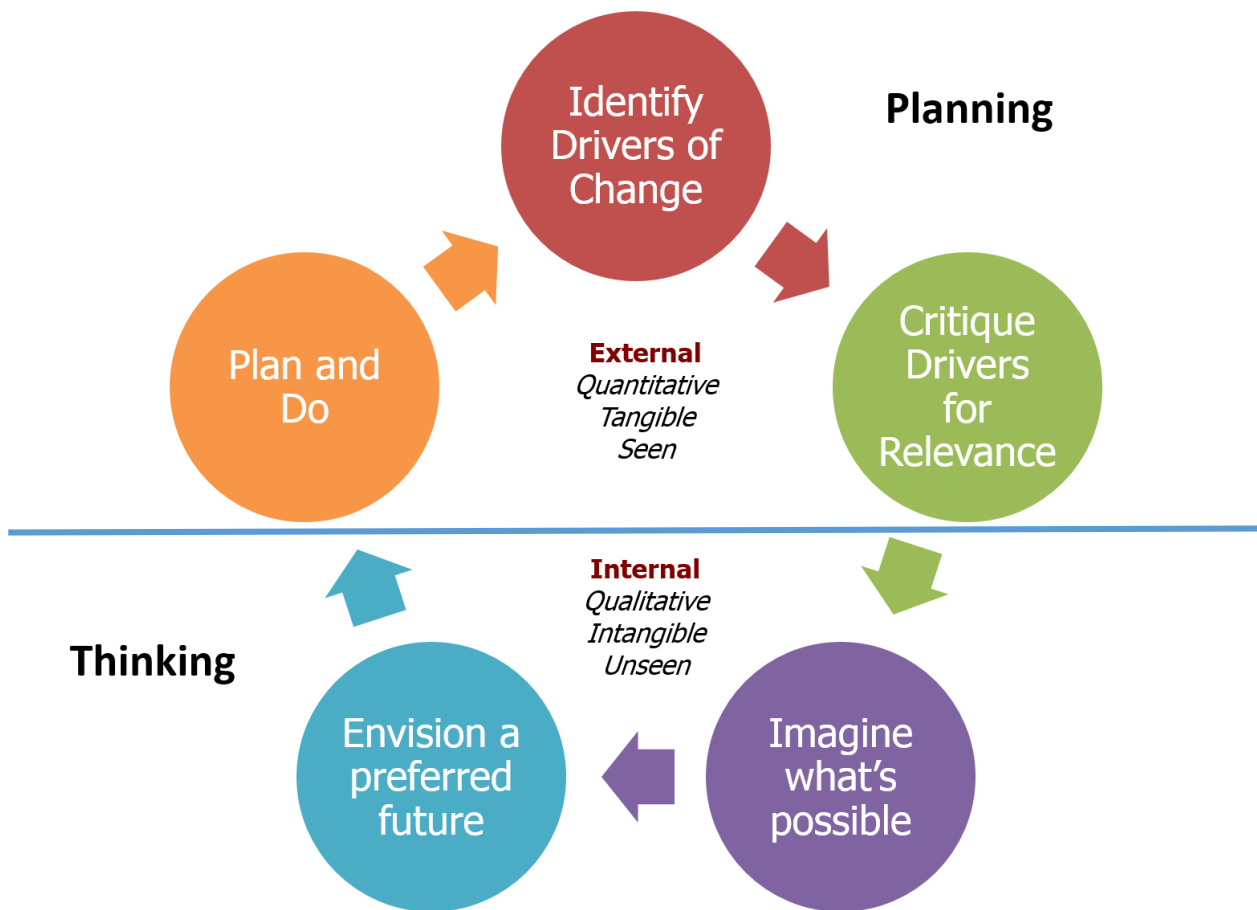 Identify
Drivers of
Change
Planning
Critique
Drivers
for
Relevance
Plan and
Do
External
Quantitative
Tangible
Seen
Internal
Qualitative
Intangible
Unseen
Thinking
Imagine
what’s
possible
Envision a
preferred
future